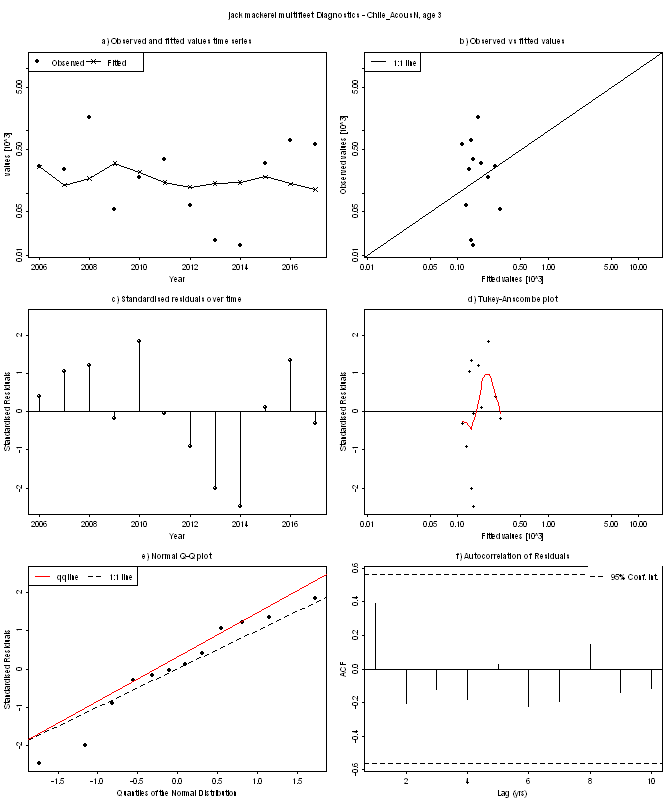 jack mackerel multifleet Diagnostics - Chile_AcousN, age 3
a) Observed and fitted values time series
Observed Fitted
values [10^3]
5.00
0.50
0.05
0.01
2006 2008 2010 2012 2014 2016
Year
b) Observed vs fitted values
1:1 line
Observed values [10^3]
5.00
0.50
0.05
0.01
0.01 0.05 0.10 0.50 1.00 5.00 10.00
Fitted values [10^3]
c) Standardised residuals over time
Standardised Residuals
2
1
0
-1
-2
2006 2008 2010 2012 2014 2016
Year
d) Tukey-Anscombe plot
Standardised Residuals
2
1
0
-1
-2
0.01 0.05 0.10 0.50 1.00 5.00 10.00
Fitted values [10^3]
e) Normal Q-Q plot
qq line 1:1 line
Standardised Residuals
2
1
0
-1
-2
-1.5 -1.0 -0.5 0.0 0.5 1.0 1.5
Quantiles of the Normal Distribution
f) Autocorrelation of Residuals
95% Conf. Int.
ACF
0.6
0.4
0.2
0.0
-0.2
-0.4
-0.6
2 4 6 8 10
Lag (yrs)